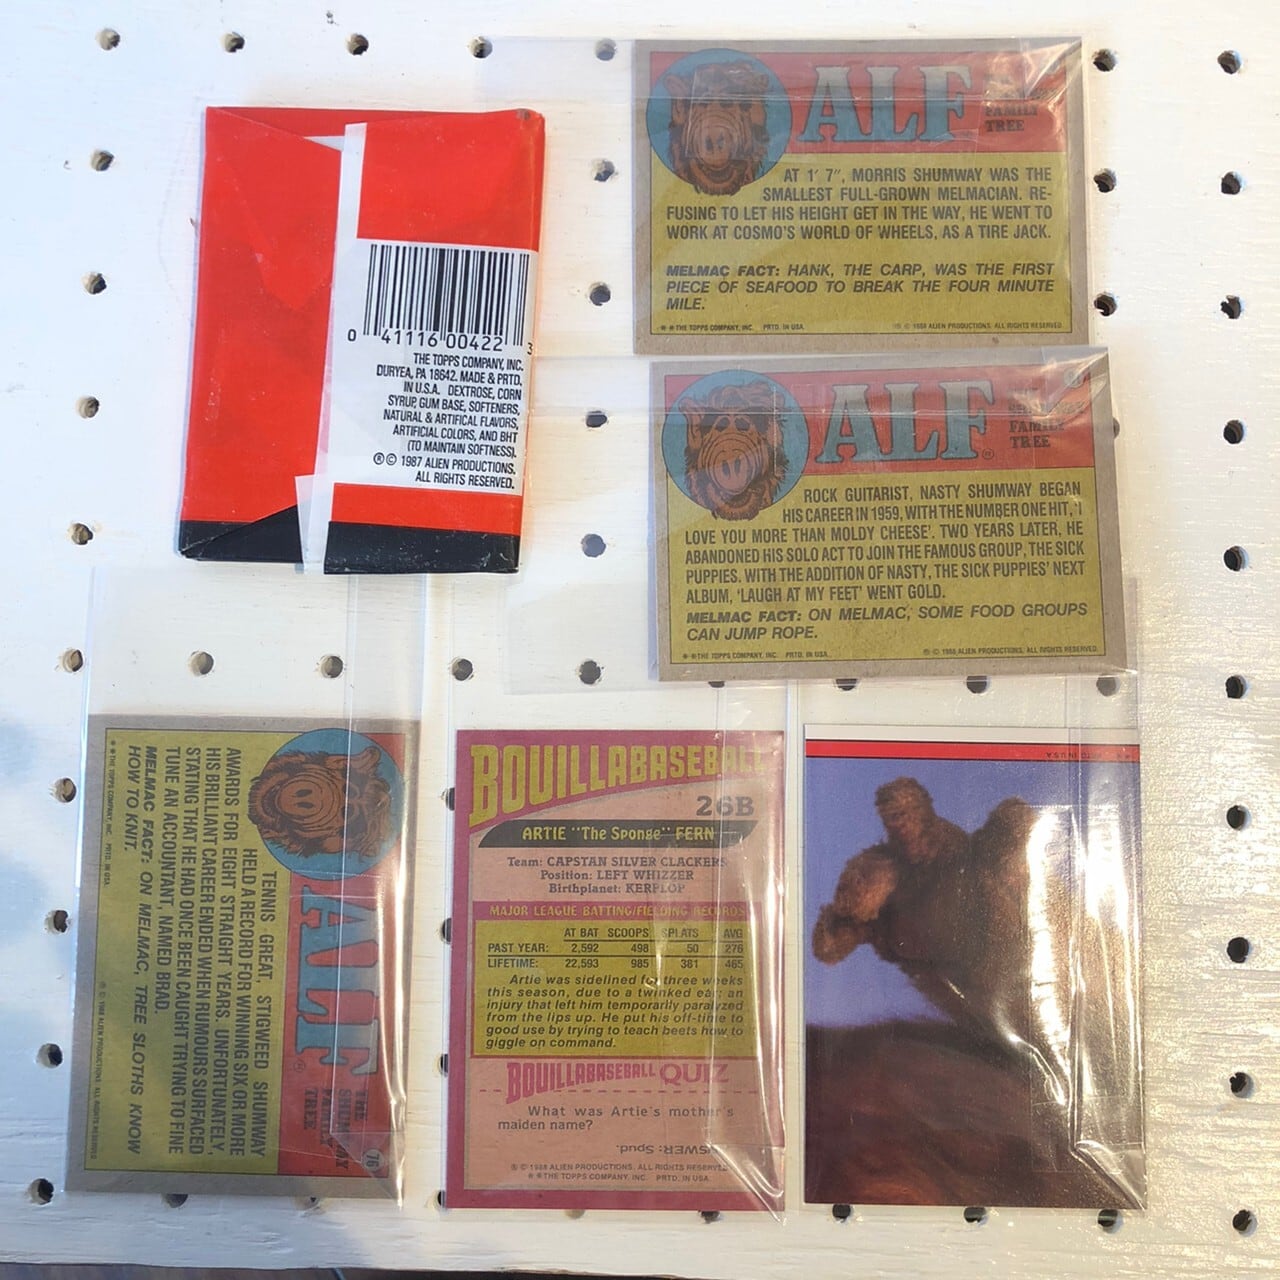 0 41116 00422 3
THE TOPPS COMPANY, INC.
DURYEA, PA 18642. MADE & PRTD.
IN U.S.A. DEXTROSE, CORN
SYRUP, GUM BASE, SOFTENERS,
NATURAL & ARTIFICAL FLAVORS,
ARTIFICIAL COLORS, AND BHT
(TO MAINTAIN SOFTNESS).
®© 1987 ALIEN PRODUCTIONS.
ALL RIGHTS RESERVED.
ALF
FAMILY
TREE
AT 1' 7", MORRIS SHUMWAY WAS THE
SMALLEST FULL-GROWN MELMACIAN. RE-
FUSING TO LET HIS HEIGHT GET IN THE WAY, HE WENT TO
WORK AT COSMO'S WORLD OF WHEELS, AS A TIRE JACK.
MELMAC FACT: HANK, THE CARP, WAS THE FIRST
PIECE OF SEAFOOD TO BREAK THE FOUR MINUTE
MILE.
* * THE TOPPS COMPANY, INC. PRTD. IN USA. ® © 1988 ALIEN PRODUCTIONS. ALL RIGHTS RESERVED.
ALF®
FAMILY
TREE
ROCK GUITARIST, NASTY SHUMWAY BEGAN
HIS CAREER IN 1959, WITH THE NUMBER ONE HIT, 'I
LOVE YOU MORE THAN MOLDY CHEESE'. TWO YEARS LATER, HE
ABANDONED HIS SOLO ACT TO JOIN THE FAMOUS GROUP, THE SICK
PUPPIES. WITH THE ADDITION OF NASTY, THE SICK PUPPIES' NEXT
ALBUM, 'LAUGH AT MY FEET' WENT GOLD.
MELMAC FACT: ON MELMAC, SOME FOOD GROUPS
CAN JUMP ROPE.
* * THE TOPPS COMPANY, INC. PRTD. IN USA. ® © 1988 ALIEN PRODUCTIONS. ALL RIGHTS RESERVED.
ALF®
THE
SHUMWAY
FAMILY
TREE
76
TENNIS GREAT, STIGWEED SHUMWAY
HELD A RECORD FOR WINNING SIX OR MORE
AWARDS FOR EIGHT STRAIGHT YEARS. UNFORTUNATELY,
HIS BRILLIANT CAREER ENDED WHEN RUMOURS SURFACED
STATING THAT HE HAD ONCE BEEN CAUGHT TRYING TO FINE
TUNE AN ACCOUNTANT, NAMED BRAD.
MELMAC FACT: ON MELMAC, TREE SLOTHS KNOW
HOW TO KNIT.
* * THE TOPPS COMPANY, INC. PRTD. IN USA. ® © 1988 ALIEN PRODUCTIONS. ALL RIGHTS RESERVED.
BOUILLABASEBALL
26B
ARTIE "The Sponge" FERN
Team: CAPSTAN SILVER CLACKERS
Position: LEFT WHIZZER
Birthplanet: KERPLOP
MAJOR LEAGUE BATTING/FIELDING RECORDS
AT BAT SCOOPS SPLATS AVG
PAST YEAR: 2,592 498 50 276
LIFETIME: 22,593 985 381 465
Artie was sidelined for three weeks
this season, due to a twinked ear; an
injury that left him temporarily paralyzed
from the lips up. He put his off-time to
good use by trying to teach beets how to
giggle on command.
BOUILLABASEBALL QUIZ
What was Artie's mother's
maiden name?
SWER: Spud.
® © 1988 ALIEN PRODUCTIONS. ALL RIGHTS RESERVED.
* * THE TOPPS COMPANY, INC. PRTD. IN USA.
PRTD IN U.S.A.